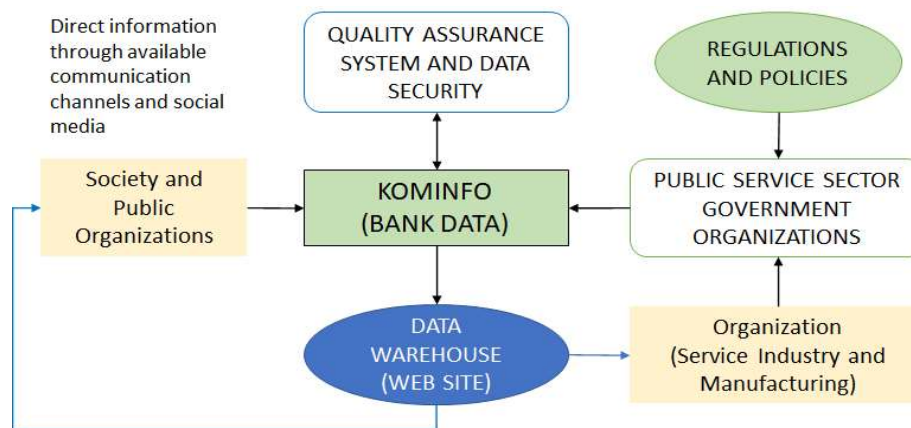 Direct information
through available
communication
channels and social
media
QUALITY ASSURANCE
SYSTEM AND DATA
SECURITY
REGULATIONS
AND POLICIES
Society and
Public
Organizations
KOMINFO
(BANK DATA)
PUBLIC SERVICE SECTOR
GOVERNMENT
ORGANIZATIONS
DATA
WAREHOUSE
(WEB SITE)
Organization
(Service Industry and
Manufacturing)